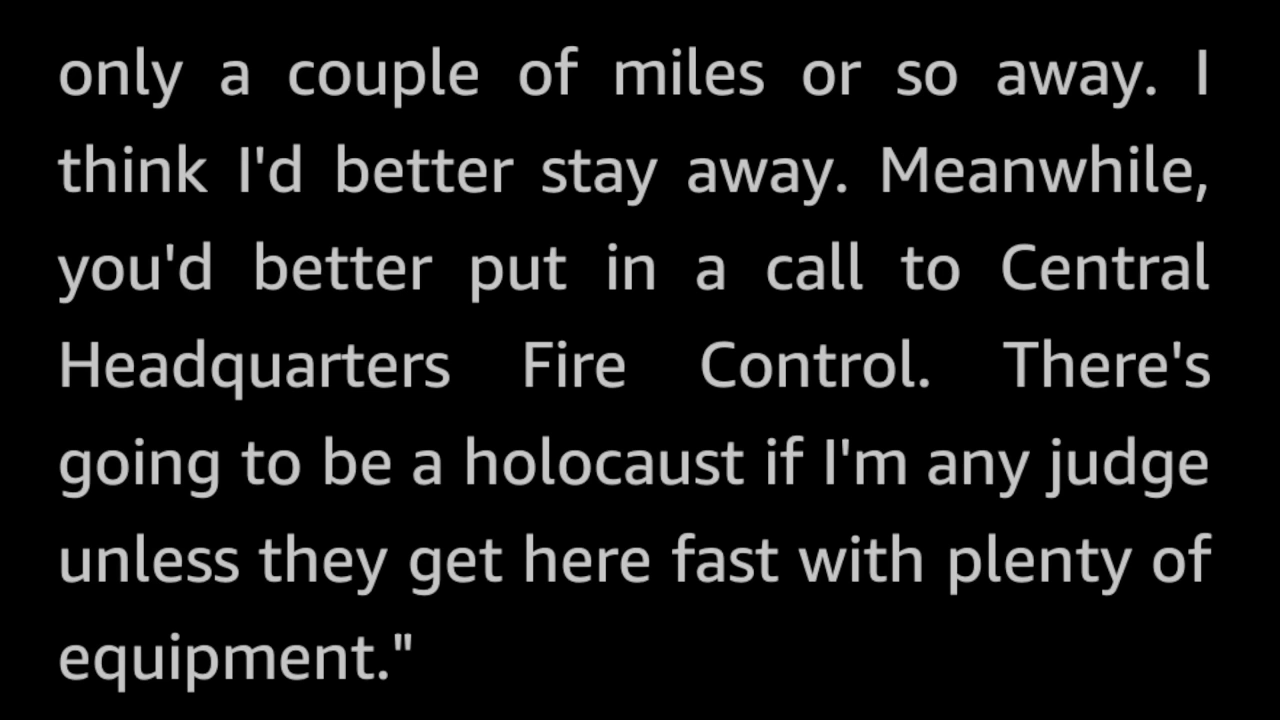 only a couple of miles or so away. I
think I'd better stay away. Meanwhile,
you'd better put in a call to Central
Headquarters Fire Control. There's
going to be a holocaust if I'm any judge
unless they get here fast with plenty of
equipment."